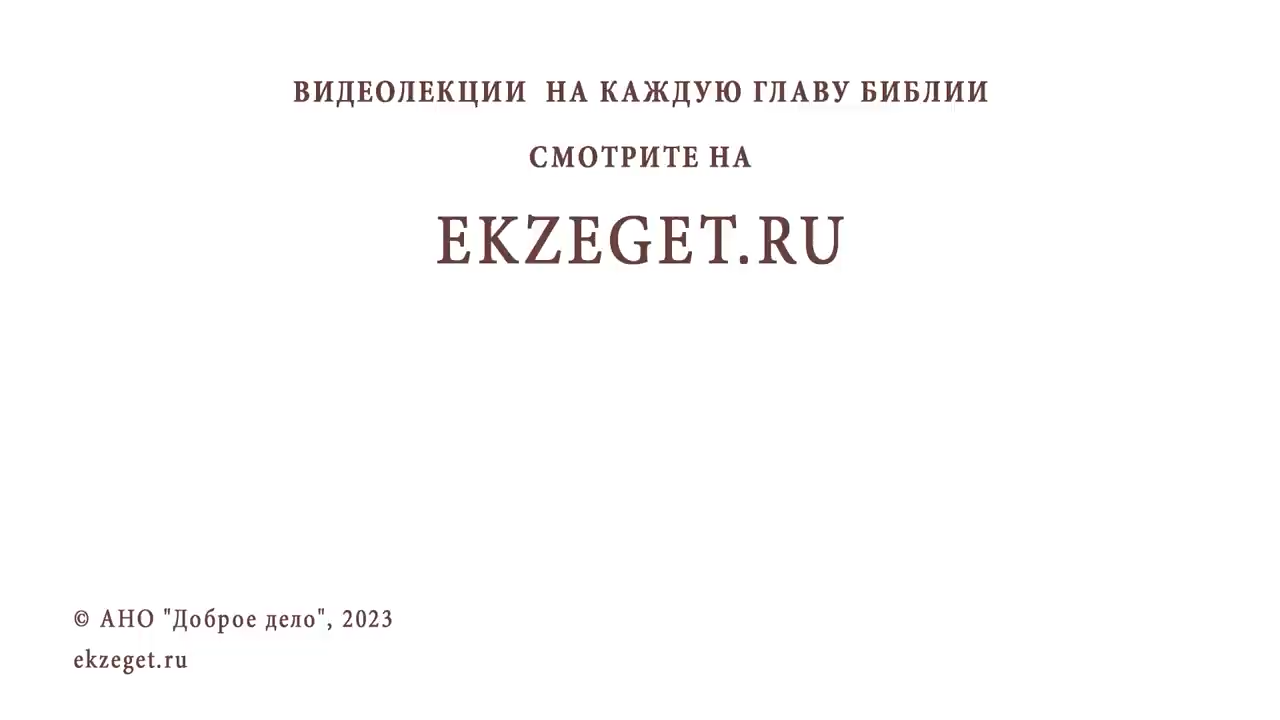 ВИДЕОЛЕКЦИИ НА КАЖДУЮ ГЛАВУ БИБЛИИ
СМОТРИТЕ НА
EKZEGET.RU
© АНО "Доброе дело", 2023
ekzeget.ru